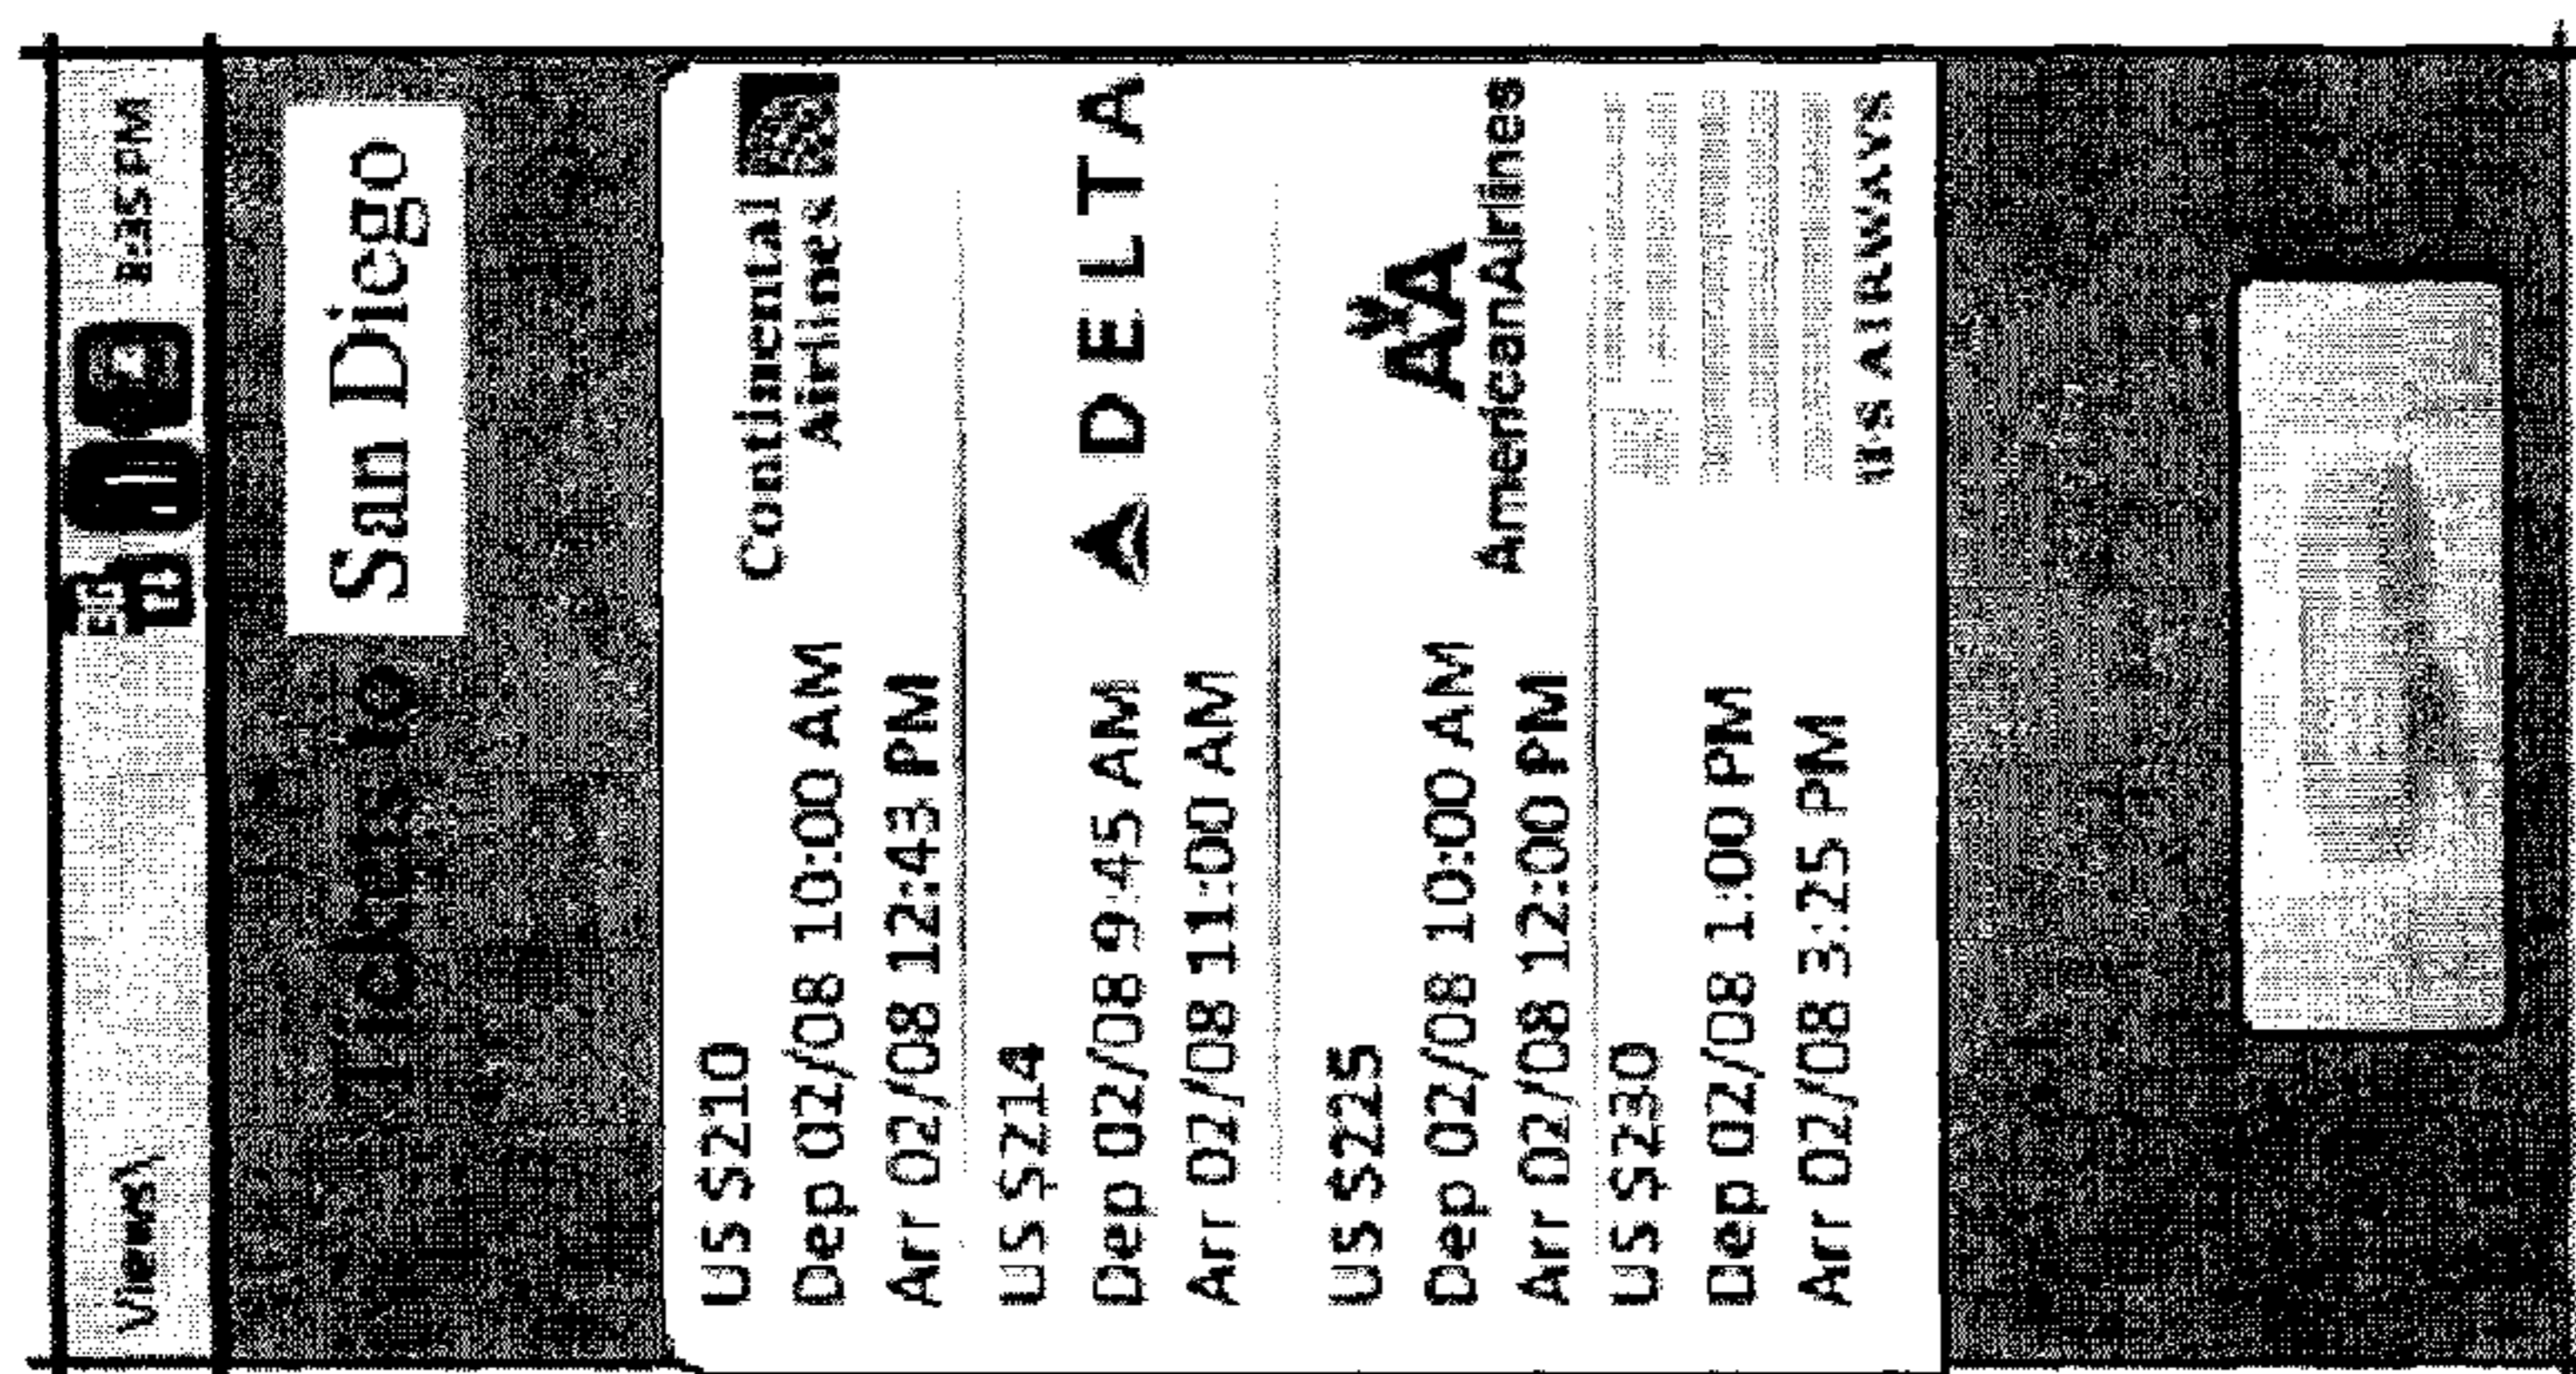 Views\
8:35 PM
Tickets to San Diego
US $210
Continental
Airlines
Dep 02/08 10:00 AM
Arr 02/08 12:43 PM
US $214
DELTA
Dep 02/08 9:45 AM
Arr 02/08 11:00 AM
US $225
AA
AmericanAirlines
Dep 02/08 10:00 AM
Arr 02/08 12:00 PM
US $230
US AIRWAYS
Dep 02/08 1:00 PM
Arr 02/08 3:25 PM